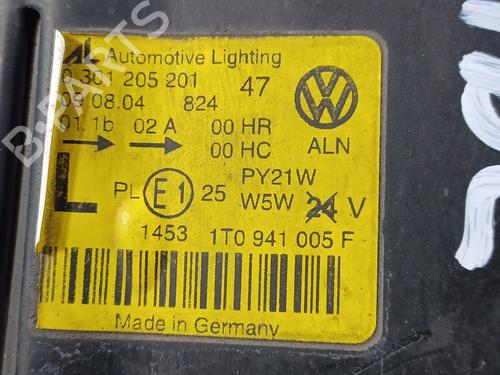 AL Automotive Lighting
0 301 205 201 47
09.08.04 824
01 1b 02 A 00 HR
00 HC ALN
L PL E1 25 PY21W
W5W 24 V
1453 1T0 941 005 F
Made in Germany
B-PARTS